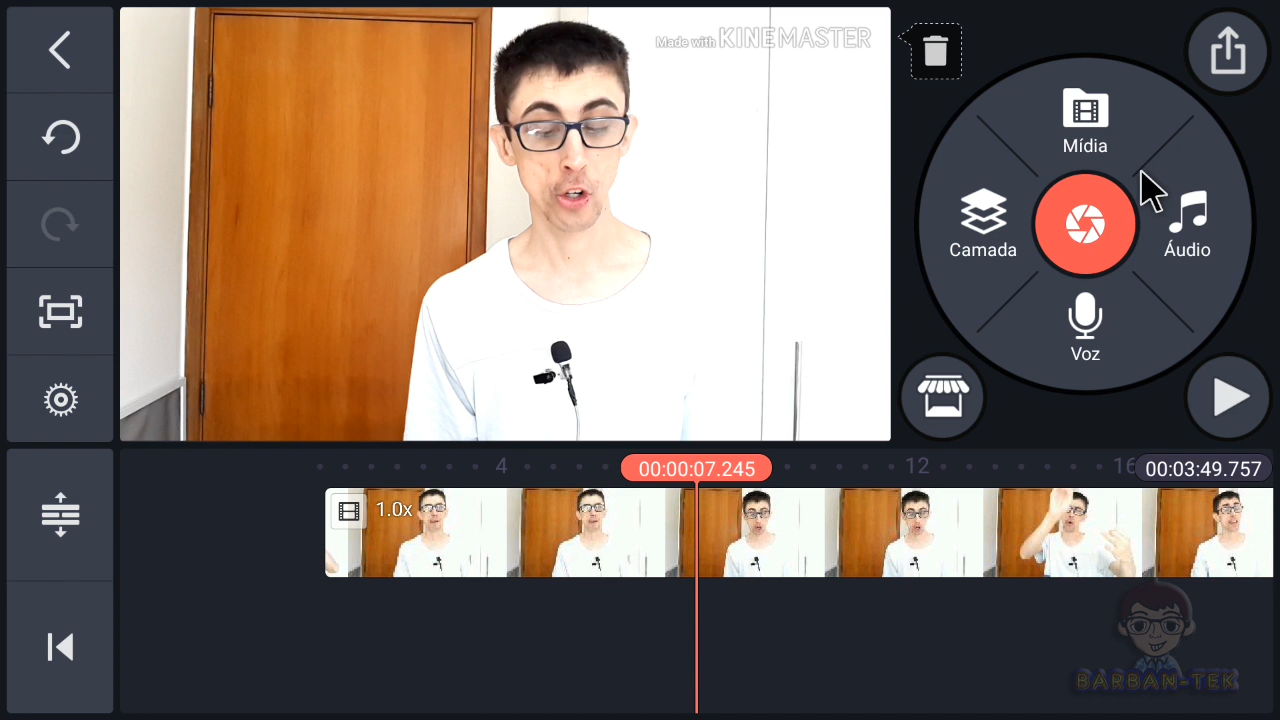 Made with KINEMASTER
Mídia
Camada
Áudio
Voz
4
00:00:07.245
12
16
00:03:49.757
1.0x
BARBAN-TEK